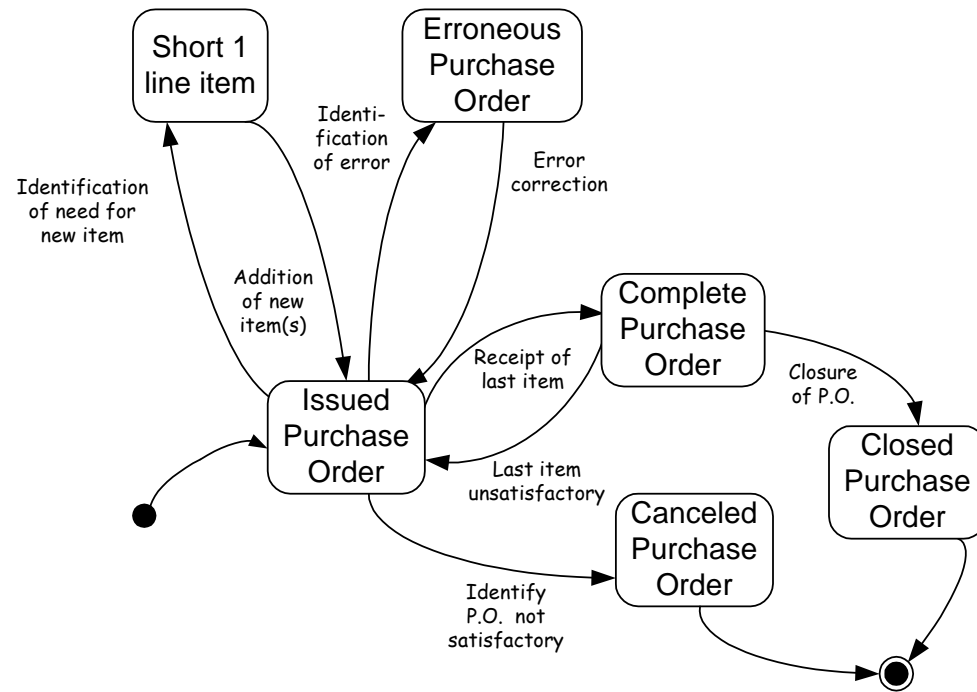 Short 1
line item
Erroneous
Purchase
Order
Identi-
fication
of error
Error
correction
Identification
of need for
new item
Addition
of new
item(s)
Complete
Purchase
Order
Receipt of
last item
Closure
of P.O.
Issued
Purchase
Order
Last item
unsatisfactory
Closed
Purchase
Order
Canceled
Purchase
Order
Identify
P.O. not
satisfactory